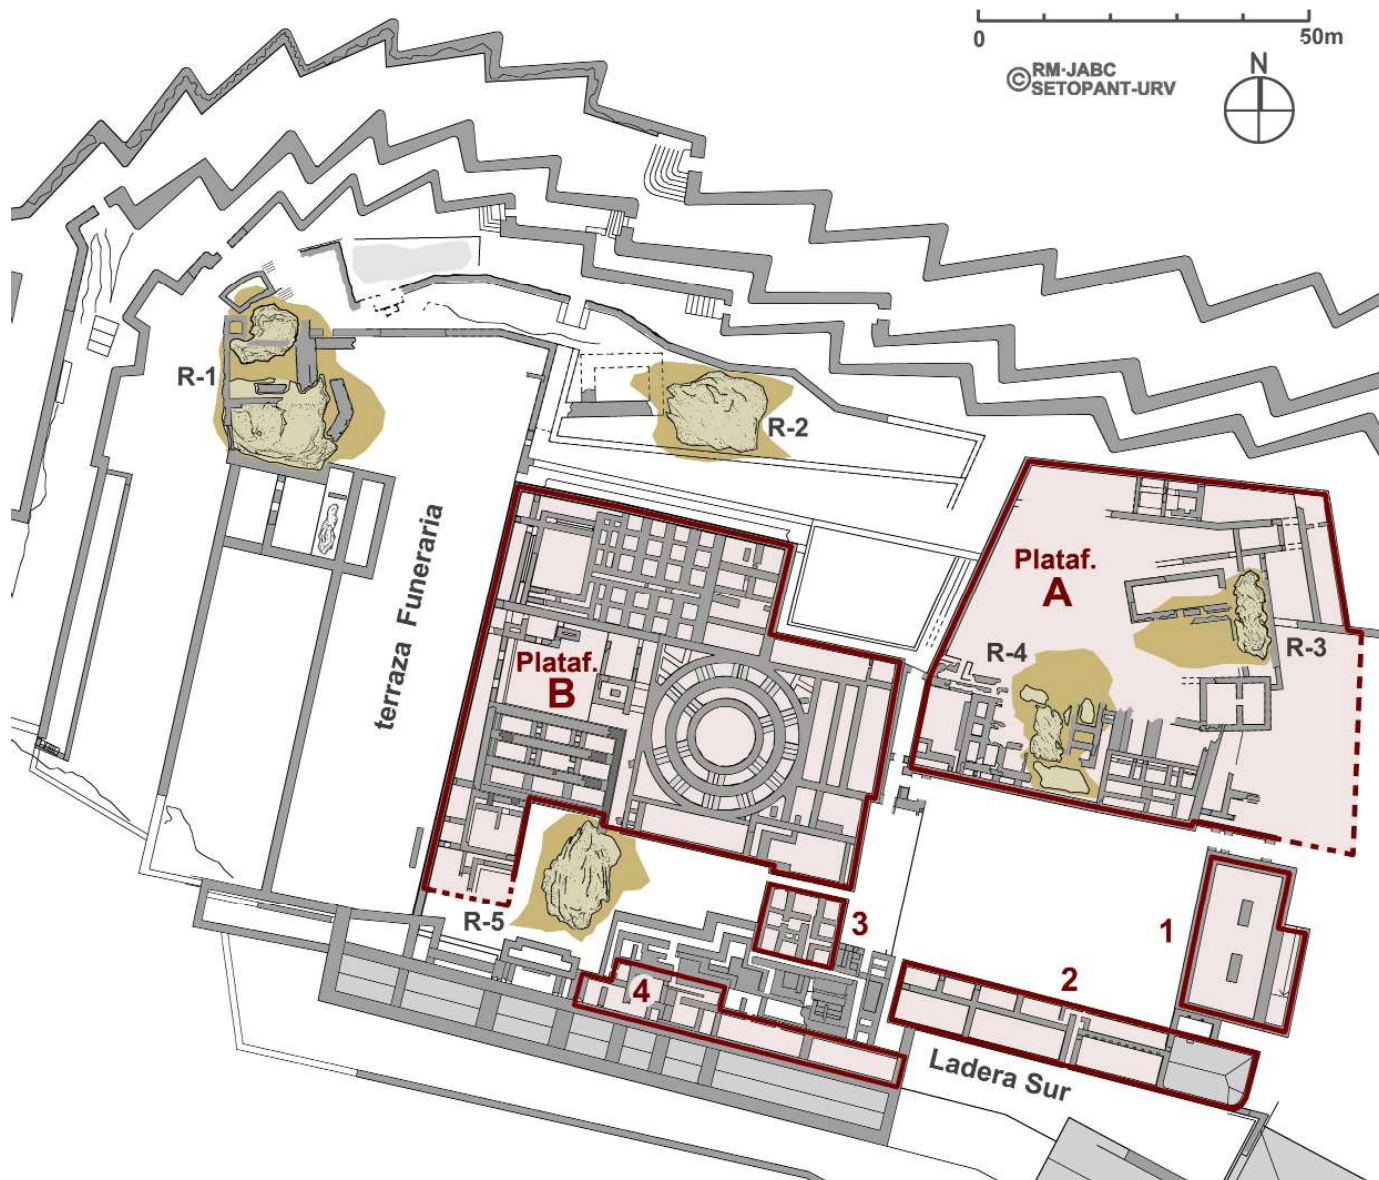 0 50m
©RM·JABC
SETOPANT-URV
N
R-1
R-2
terraza Funeraria
Plataf.
A
R-4
R-3
Plataf.
B
R-5
3
1
4
2
Ladera Sur